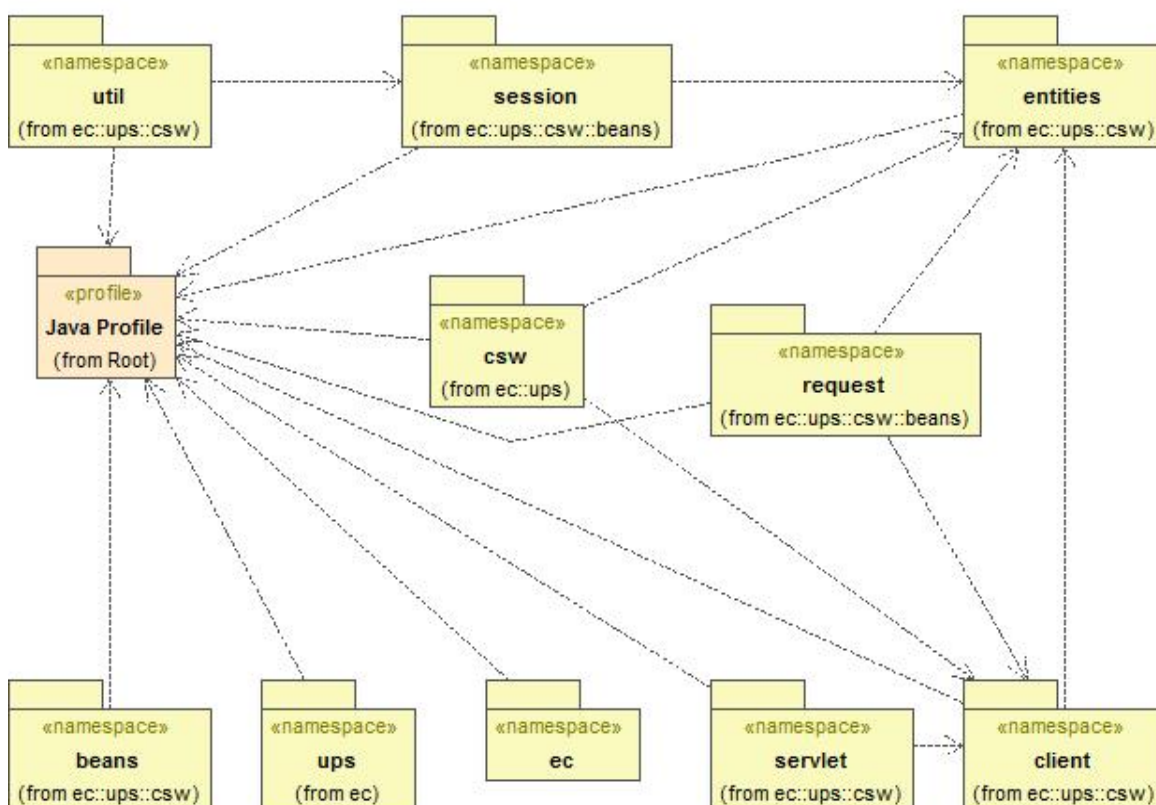 «namespace»
util
(from ec::ups::csw)
«namespace»
session
(from ec::ups::csw::beans)
«namespace»
entities
(from ec::ups::csw)
«profile»
Java Profile
(from Root)
«namespace»
csw
(from ec::ups)
«namespace»
request
(from ec::ups::csw::beans)
«namespace»
beans
(from ec::ups::csw)
«namespace»
ups
(from ec)
«namespace»
ec
«namespace»
servlet
(from ec::ups::csw)
«namespace»
client
(from ec::ups::csw)